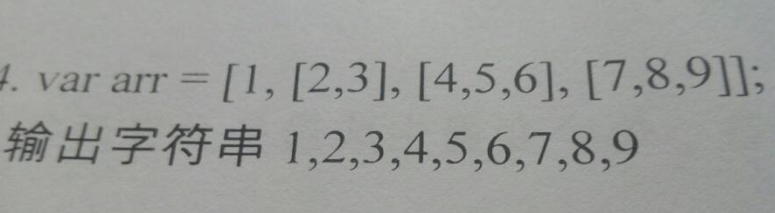 4. var arr = [1, [2,3], [4,5,6], [7,8,9]];
输出字符串 1,2,3,4,5,6,7,8,9